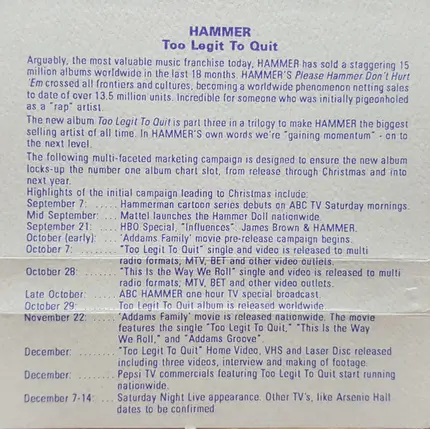 HAMMER
Too Legit To Quit
Arguably, the most valuable music franchise today, HAMMER has sold a staggering 15
million albums worldwide in the last 18 months. HAMMER'S Please Hammer Don't Hurt
'Em crossed all frontiers and cultures, becoming a worldwide phenomenon netting sales
to date of over 13.5 million units. Incredible for someone who was initially pigeonholed
as a "rap" artist.
The new album Too Legit To Quit is part three in a trilogy to make HAMMER the biggest
selling artist of all time. In HAMMER'S own words we're "gaining momentum" - on to
the next level.
The following multi-faceted marketing campaign is designed to ensure the new album
locks-up the number one album chart slot, from release through Christmas and into
next year.
Highlights of the initial campaign leading to Christmas include:
September 7: ...... Hammerman cartoon series debuts on ABC TV Saturday mornings.
Mid September: .... Mattel launches the Hammer Doll nationwide.
September 21: ..... HBO Special, "Influences". James Brown & HAMMER.
October (early): ... 'Addams Family' movie pre-release campaign begins.
October 7: ........ "Too Legit To Quit" single and video is released to multi
radio formats; MTV, BET and other video outlets.
October 28: ....... "This Is the Way We Roll" single and video is released to multi
radio formats; MTV, BET and other video outlets.
Late October: ..... ABC HAMMER one hour TV special broadcast.
October 29: ....... Too Legit To Quit album is released worldwide.
November 22: ...... 'Addams Family' movie is released nationwide. The movie
features the single "Too Legit To Quit," "This Is the Way
We Roll," and "Addams Groove".
December: ........ "Too Legit To Quit" Home Video, VHS and Laser Disc released
including three videos, interview and making of footage.
December: ........ Pepsi TV commercials featuring Too Legit To Quit start running
nationwide.
December 7-14: .... Saturday Night Live appearance. Other TV's, like Arsenio Hall
dates to be confirmed